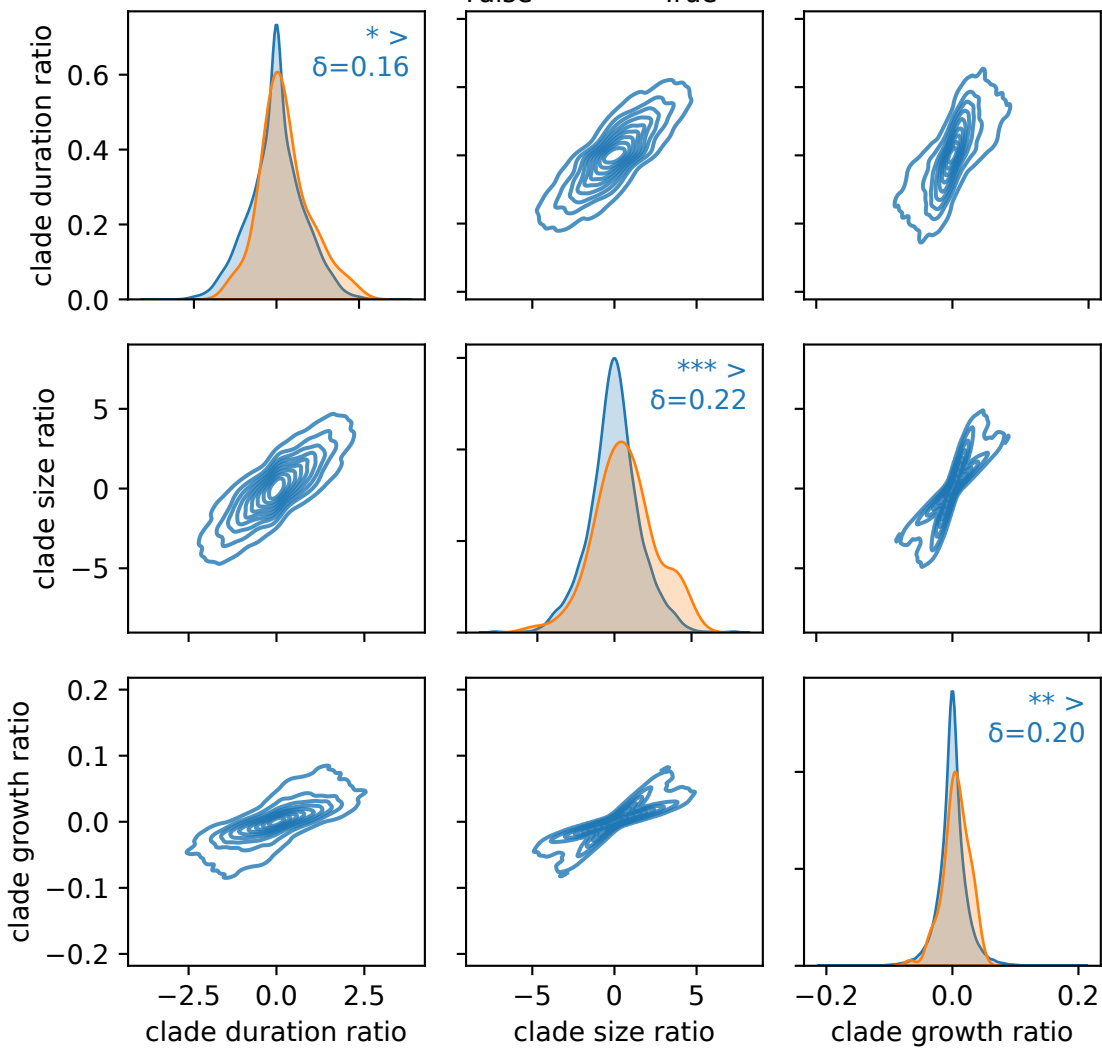 clade duration ratio
0.6
0.4
0.2
0.0
* >
δ=0.16
clade size ratio
5
0
−5
*** >
δ=0.22
clade growth ratio
0.2
0.1
0.0
−0.1
−0.2
** >
δ=0.20
−2.5 0.0 2.5
−5 0 5
−0.2 0.0 0.2
clade duration ratio
clade size ratio
clade growth ratio